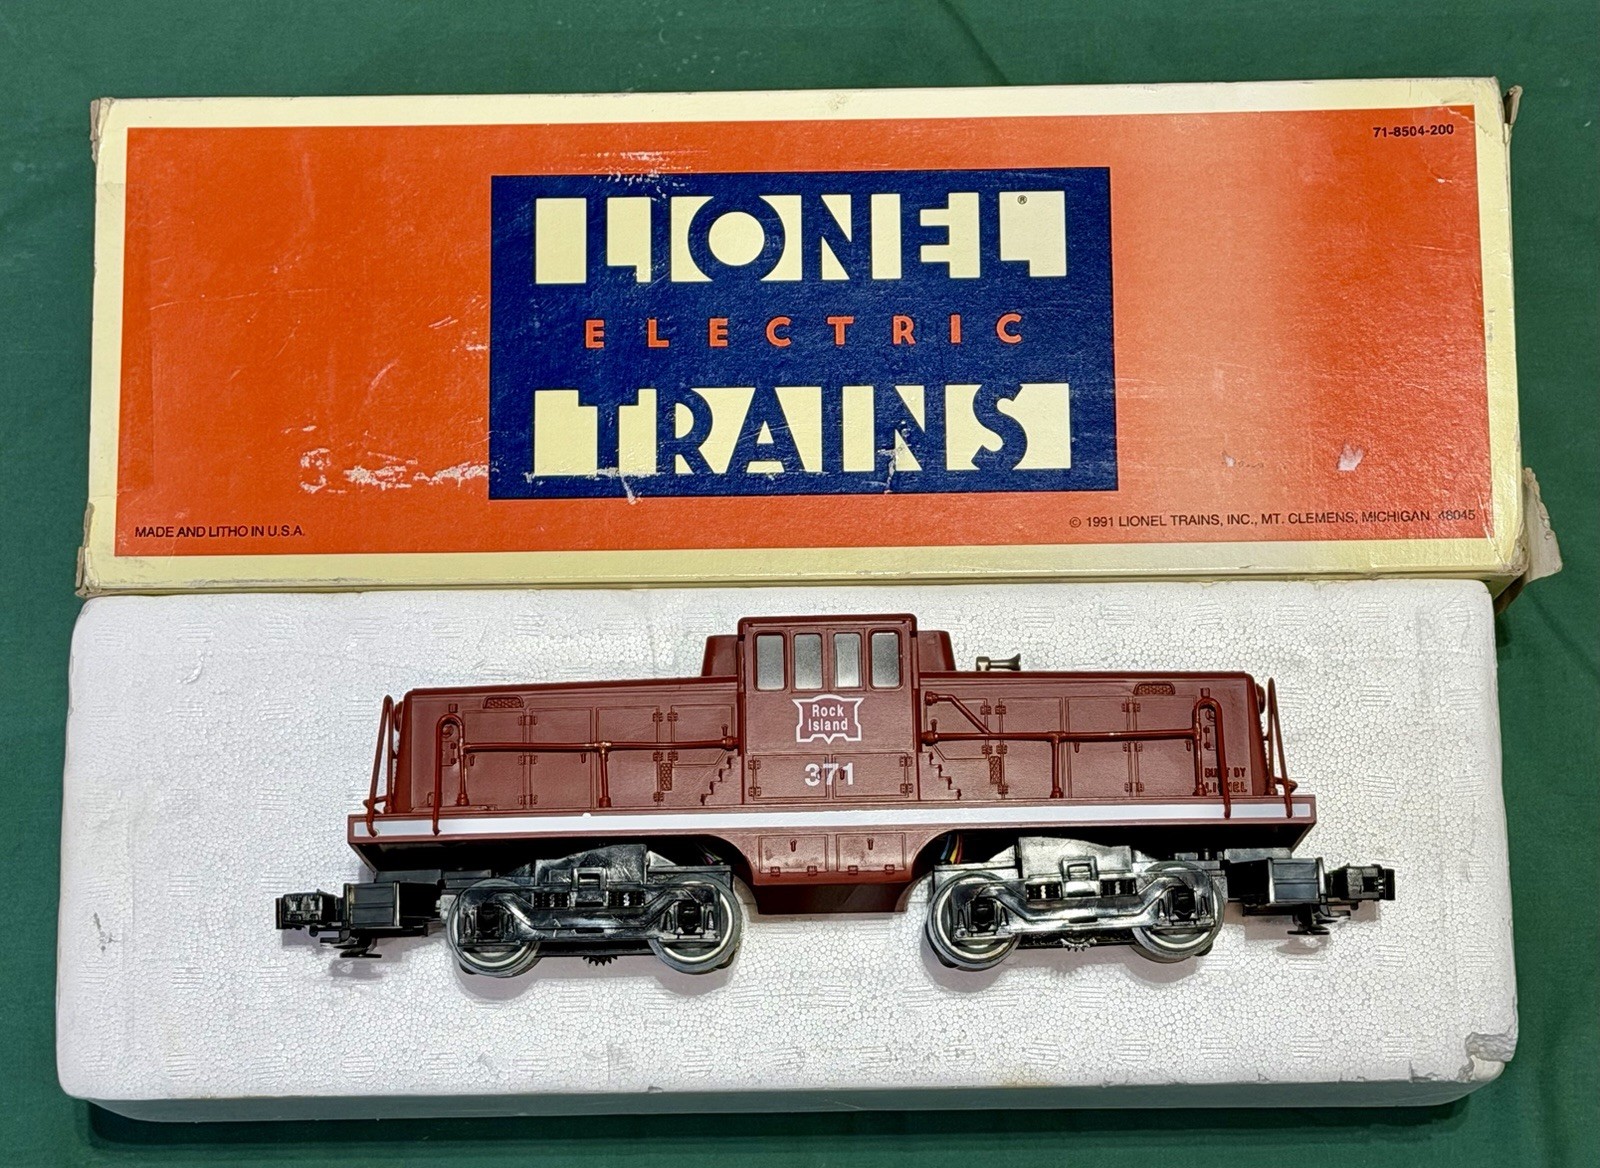 71-8504-200
LIONEL®
ELECTRIC
TRAINS
MADE AND LITHO IN U.S.A.
© 1991 LIONEL TRAINS, INC., MT. CLEMENS, MICHIGAN 48045
Rock
Island
371
BUILT BY
LIONEL